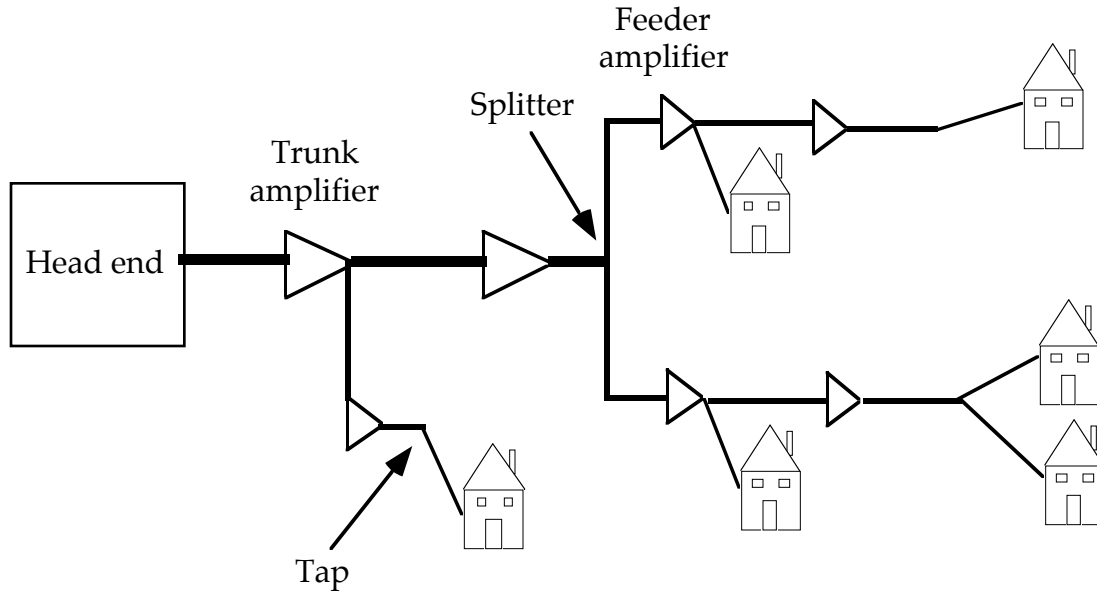 Feeder
amplifier
Splitter
Trunk
amplifier
Head end
Tap